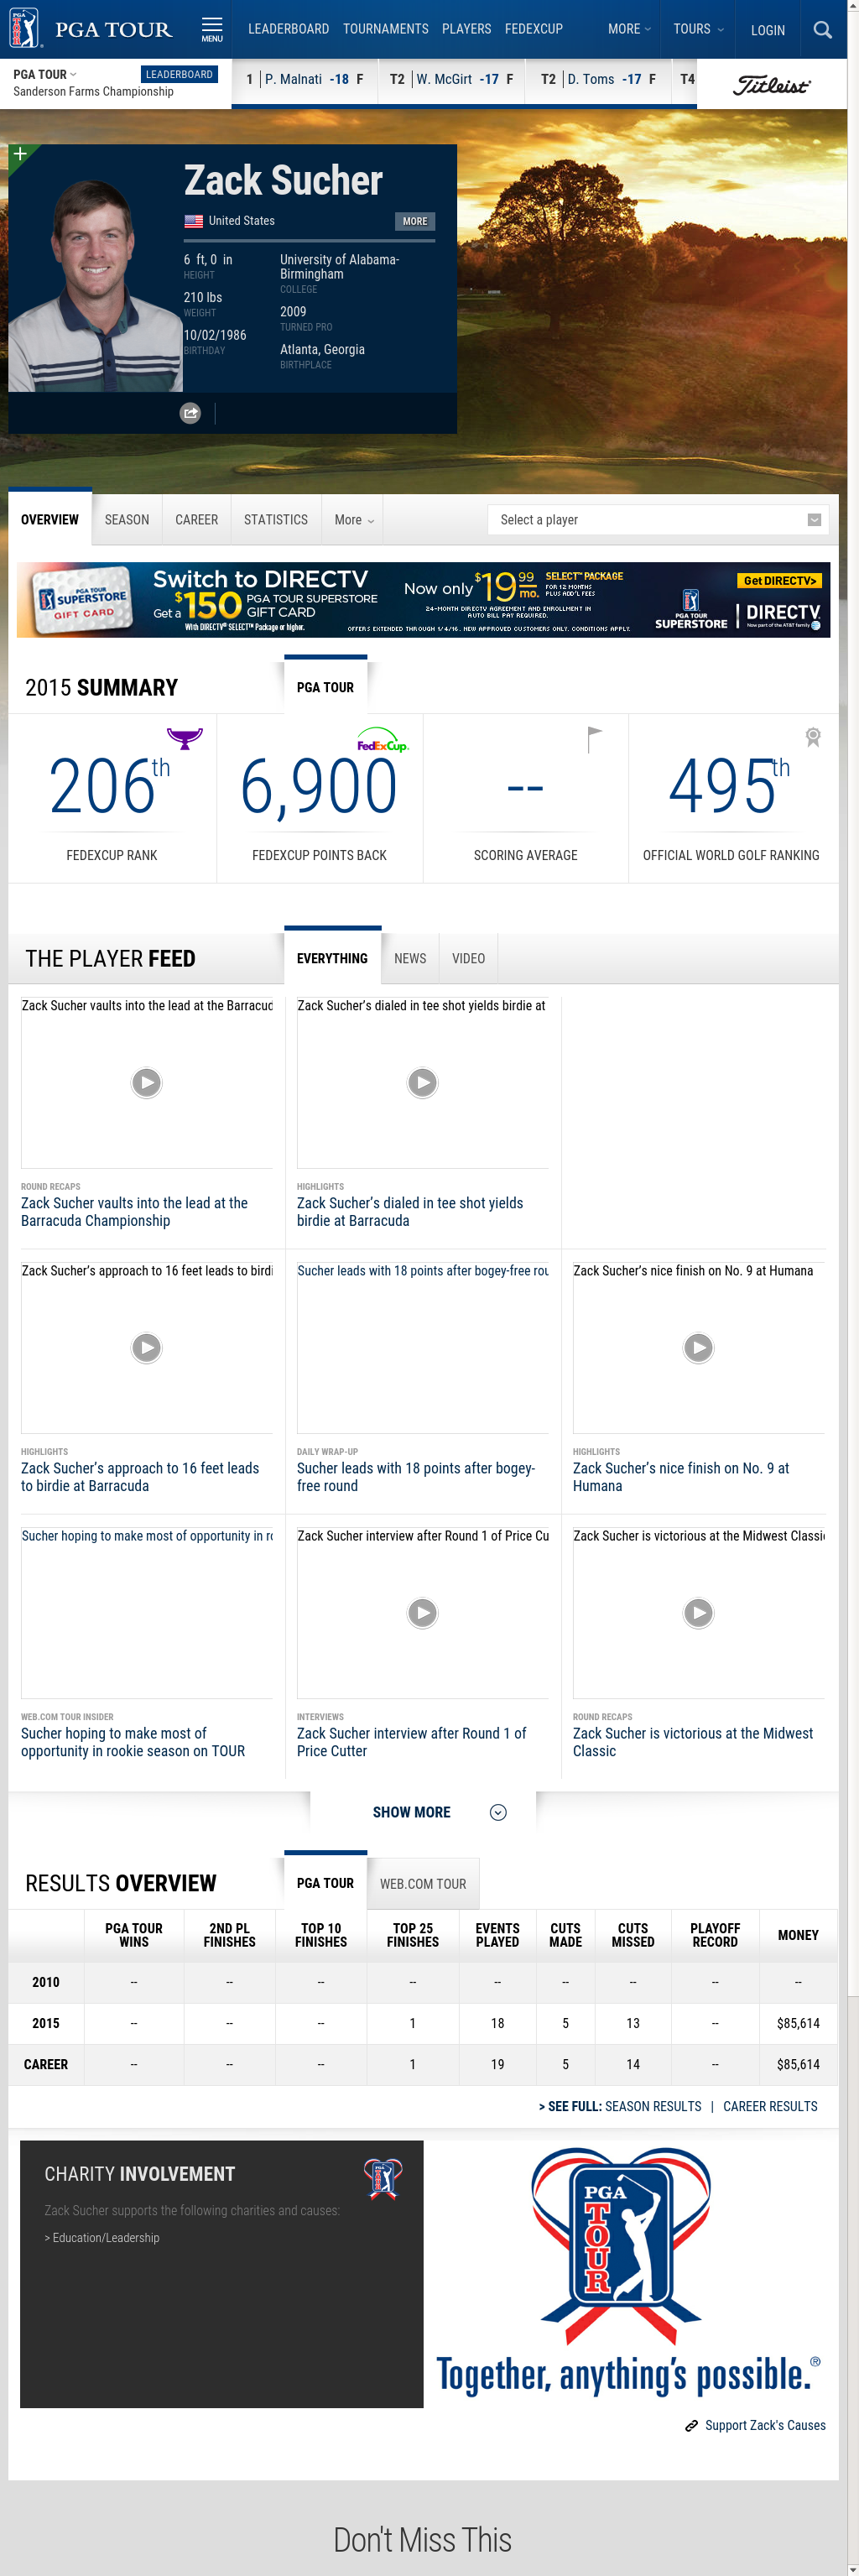 PGA TOUR
MENU
LEADERBOARD TOURNAMENTS PLAYERS FEDEXCUP MORE TOURS LOGIN
PGA TOUR LEADERBOARD
Sanderson Farms Championship
1 P. Malnati -18 F T2 W. McGirt -17 F T2 D. Toms -17 F T4
Titleist
Zack Sucher
United States MORE
6 ft, 0 in
HEIGHT
210 lbs
WEIGHT
10/02/1986
BIRTHDAY
University of Alabama-
Birmingham
COLLEGE
2009
TURNED PRO
Atlanta, Georgia
BIRTHPLACE
OVERVIEW SEASON CAREER STATISTICS More Select a player
PGA TOUR
SUPERSTORE
GIFT CARD
Switch to DIRECTV
Get a $150 PGA TOUR SUPERSTORE GIFT CARD
With DIRECTV® SELECT™ Package or higher.
Now only $19.99 mo.
SELECT™ PACKAGE
FOR 12 MONTHS
PLUS ADD'L FEES
24-MONTH DIRECTV AGREEMENT AND ENROLLMENT IN
AUTO BILL PAY REQUIRED.
OFFERS EXTENDED THROUGH 1/4/16. NEW APPROVED CUSTOMERS ONLY. CONDITIONS APPLY.
PGA TOUR
SUPERSTORE
Get DIRECTV>
DIRECTV
Now part of the AT&T family
2015 SUMMARY PGA TOUR
206th
FEDEXCUP RANK
FedExCup
6,900
FEDEXCUP POINTS BACK
--
SCORING AVERAGE
495th
OFFICIAL WORLD GOLF RANKING
THE PLAYER FEED EVERYTHING NEWS VIDEO
Zack Sucher vaults into the lead at the Barracud
ROUND RECAPS
Zack Sucher vaults into the lead at the
Barracuda Championship
Zack Sucher's dialed in tee shot yields birdie at
HIGHLIGHTS
Zack Sucher's dialed in tee shot yields
birdie at Barracuda
Zack Sucher's approach to 16 feet leads to birdi
HIGHLIGHTS
Zack Sucher's approach to 16 feet leads
to birdie at Barracuda
Sucher leads with 18 points after bogey-free rou
DAILY WRAP-UP
Sucher leads with 18 points after bogey-
free round
Zack Sucher's nice finish on No. 9 at Humana
HIGHLIGHTS
Zack Sucher's nice finish on No. 9 at
Humana
Sucher hoping to make most of opportunity in ro
WEB.COM TOUR INSIDER
Sucher hoping to make most of
opportunity in rookie season on TOUR
Zack Sucher interview after Round 1 of Price Cu
INTERVIEWS
Zack Sucher interview after Round 1 of
Price Cutter
Zack Sucher is victorious at the Midwest Classic
ROUND RECAPS
Zack Sucher is victorious at the Midwest
Classic
SHOW MORE
RESULTS OVERVIEW PGA TOUR WEB.COM TOUR
PGA TOUR WINS 2ND PL FINISHES TOP 10 FINISHES TOP 25 FINISHES EVENTS PLAYED CUTS MADE CUTS MISSED PLAYOFF RECORD MONEY
2010 -- -- -- -- -- -- -- -- --
2015 -- -- -- 1 18 5 13 -- $85,614
CAREER -- -- -- 1 19 5 14 -- $85,614
> SEE FULL: SEASON RESULTS | CAREER RESULTS
CHARITY INVOLVEMENT
Zack Sucher supports the following charities and causes:
> Education/Leadership
PGA
TOUR
Together, anything's possible.®
Support Zack's Causes
Don't Miss This